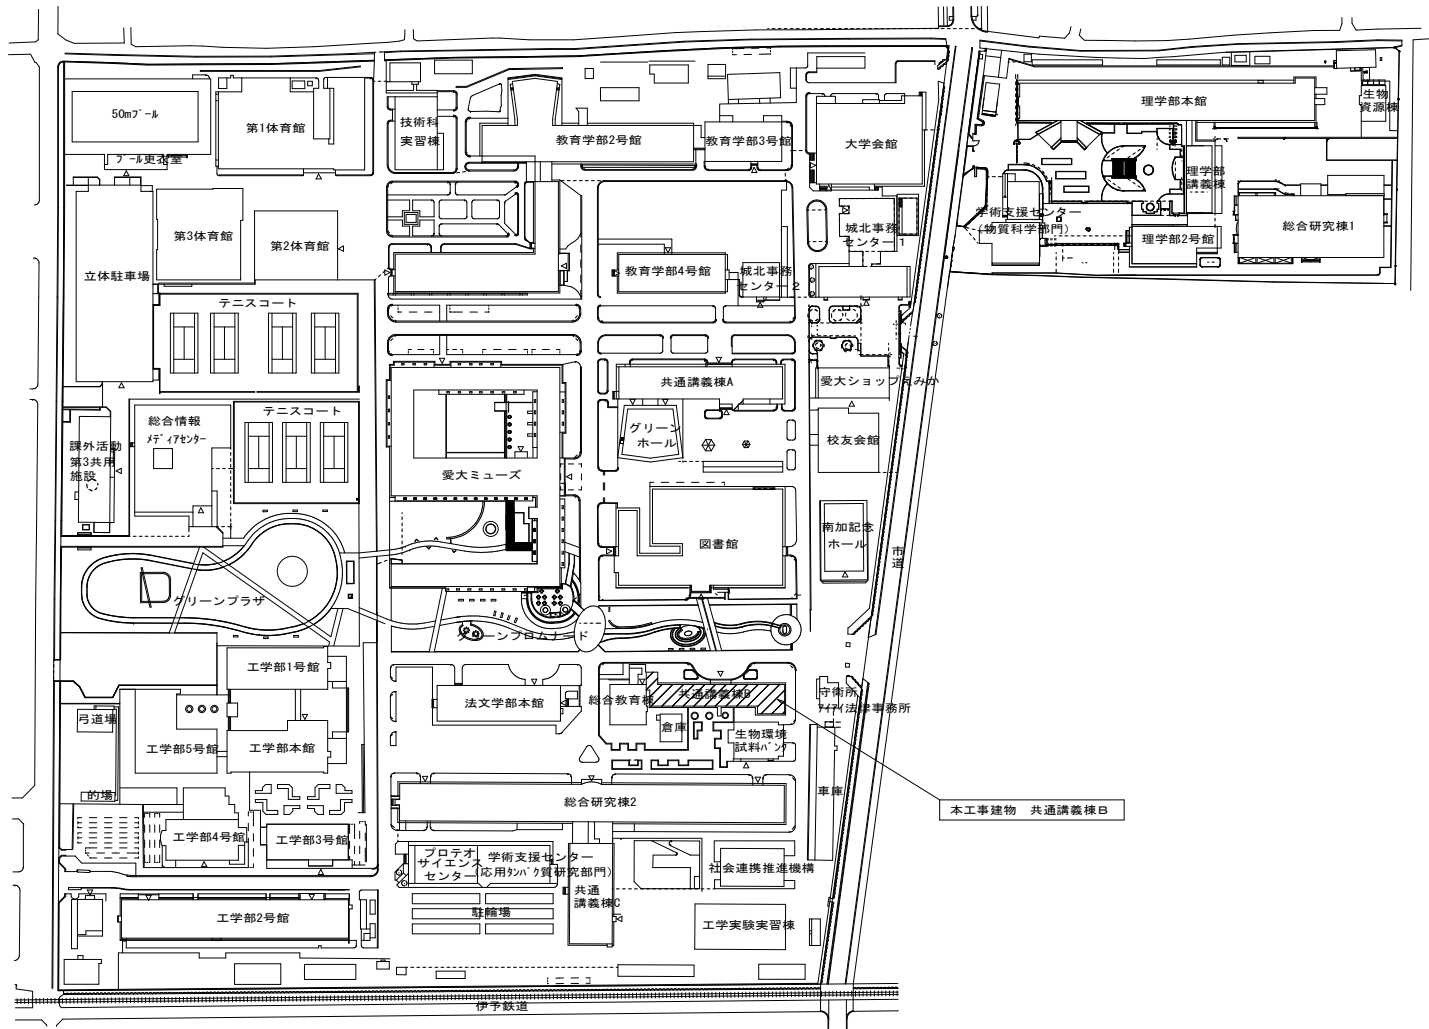 50mプール
プール更衣室
第1体育館
技術科
実習棟
教育学部2号館
教育学部3号館
大学会館
理学部本館
生物
資源棟
立体駐車場
第3体育館
第2体育館
教育学部4号館
城北事務
センター2
城北事務
センター1
学術支援センター
(物質科学部門)
理学部
講義棟
理学部2号館
総合研究棟1
テニスコート
共通講義棟A
愛大ショップえみか
テニスコート
総合情報
メディアセンター
課外活動
第3共用
施設
愛大ミューズ
グリーン
ホール
校友会館
図書館
南加記念
ホール
市道
グリーンプラザ
グリーンプロムナード
工学部1号館
法文学部本館
総合教育棟
共通講義棟B
守衛所
アイアイ法律事務所
弓道場
工学部5号館
工学部本館
倉庫
生物環境
試料バンク
的場
総合研究棟2
車庫
本工事建物 共通講義棟B
工学部4号館
工学部3号館
プロテオ
サイエンス
センター
学術支援センター
(応用タンパク質研究部門)
社会連携推進機構
共通
講義棟C
駐輪場
工学部2号館
工学実験実習棟
伊予鉄道